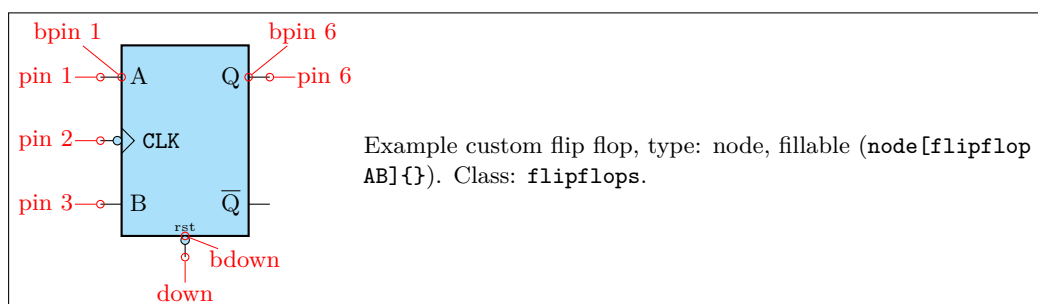 bpin 1
bpin 6
pin 1
A
Q
pin 6
pin 2
CLK
Example custom flip flop, type: node, fillable (node[flipflop
AB]{}). Class: flipflops.
pin 3
B
Q̅
rst
bdown
down